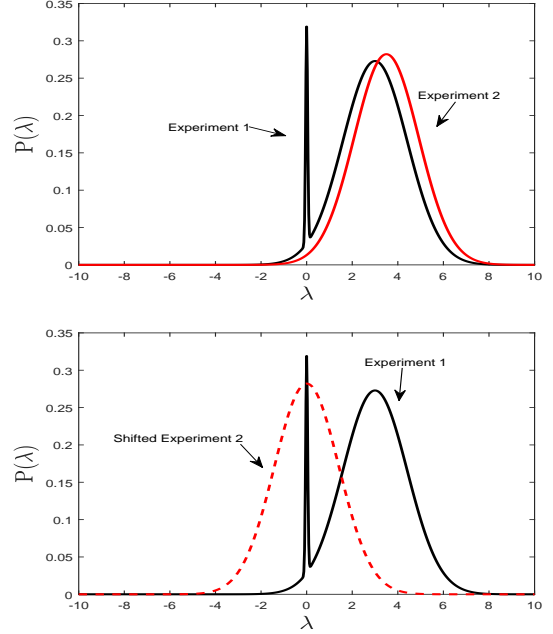 0.35
0.3
0.25
0.2
0.15
0.1
0.05
0
P(λ)
Experiment 1
Experiment 2
-10 -8 -6 -4 -2 0 2 4 6 8 10
λ
0.35
0.3
0.25
0.2
0.15
0.1
0.05
0
P(λ)
Experiment 1
Shifted Experiment 2
-10 -8 -6 -4 -2 0 2 4 6 8 10
λ